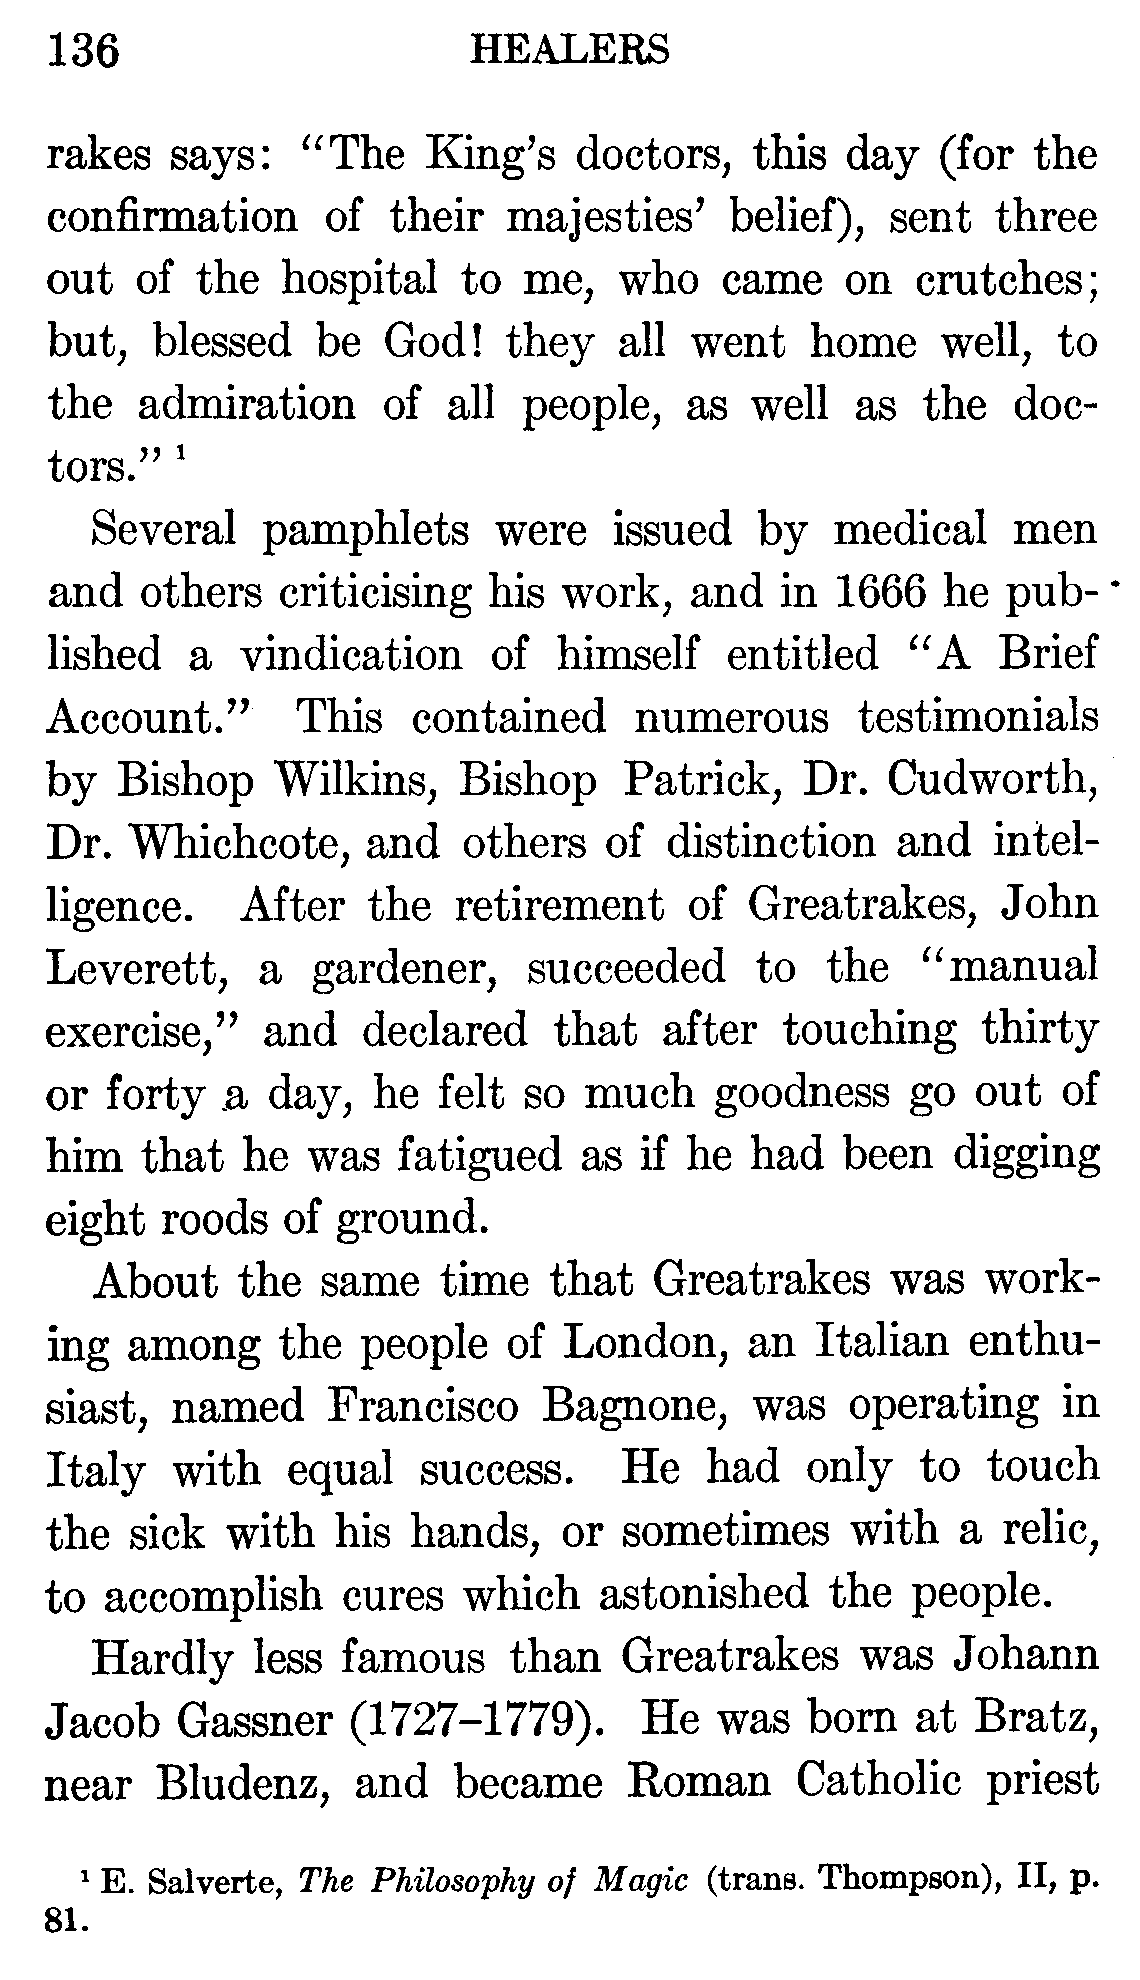 136 HEALERS
rakes says: “The King’s doctors, this day (for the
confirmation of their majesties’ belief), sent three
out of the hospital to me, who came on crutches;
but, blessed be God! they all went home well, to
the admiration of all people, as well as the doc-
tors.” ¹
Several pamphlets were issued by medical men
and others criticising his work, and in 1666 he pub-
lished a vindication of himself entitled “A Brief
Account.” This contained numerous testimonials
by Bishop Wilkins, Bishop Patrick, Dr. Cudworth,
Dr. Whichcote, and others of distinction and intel-
ligence. After the retirement of Greatrakes, John
Leverett, a gardener, succeeded to the “manual
exercise,” and declared that after touching thirty
or forty a day, he felt so much goodness go out of
him that he was fatigued as if he had been digging
eight roods of ground.
About the same time that Greatrakes was work-
ing among the people of London, an Italian enthu-
siast, named Francisco Bagnone, was operating in
Italy with equal success. He had only to touch
the sick with his hands, or sometimes with a relic,
to accomplish cures which astonished the people.
Hardly less famous than Greatrakes was Johann
Jacob Gassner (1727–1779). He was born at Bratz,
near Bludenz, and became Roman Catholic priest
¹ E. Salverte, The Philosophy of Magic (trans. Thompson), II, p.
81.